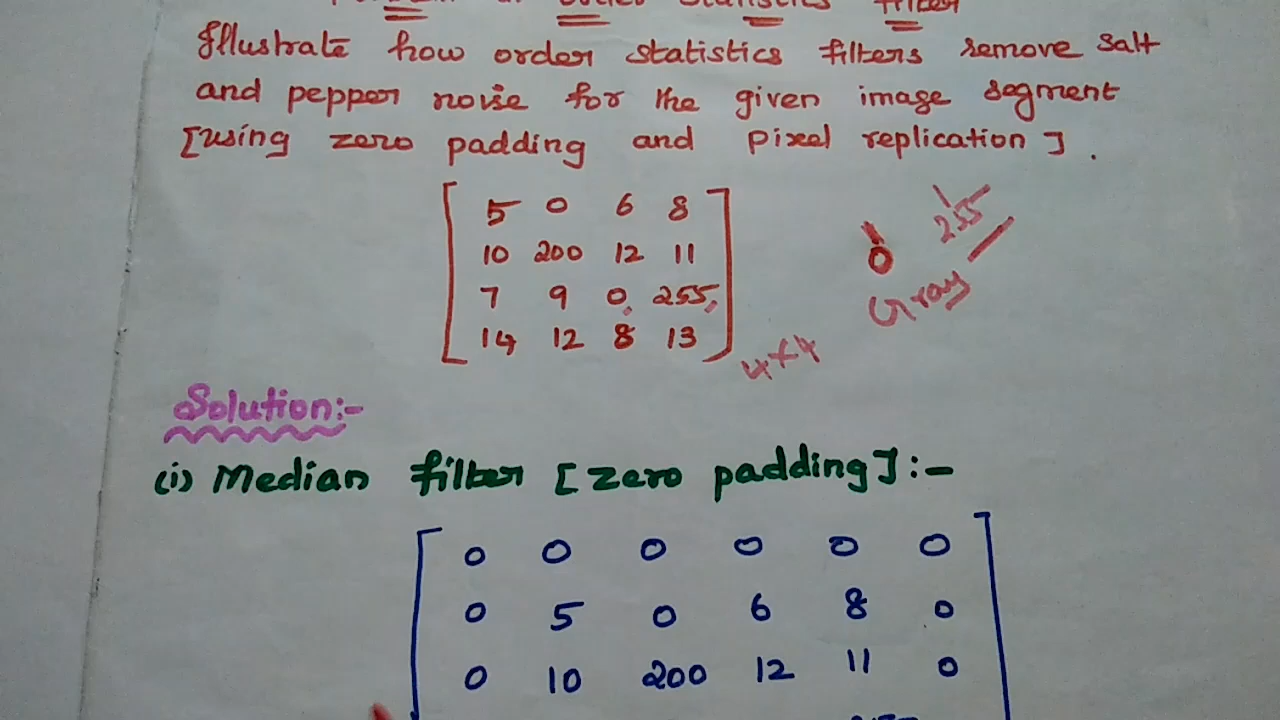 Statistics filter
Illustrate how order statistics filters remove salt
and pepper noise for the given image segment
[using zero padding and pixel replication].
5 0 6 8
10 200 12 11
7 9 0 255
14 12 8 13
4×4
0 255
Gray
Solution:-
(i) Median filter [zero padding]:-
0 0 0 0 0 0
0 5 0 6 8 0
0 10 200 12 11 0